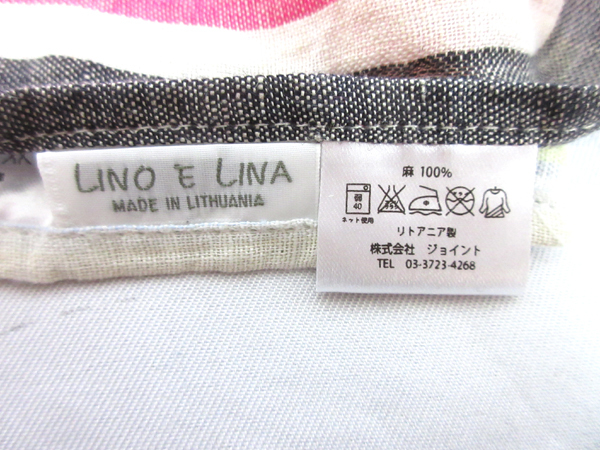 LINO E LINA
MADE IN LITHUANIA
麻 100%
弱
40
ネット使用
リトアニア製
株式会社 ジョイント
TEL 03-3723-4268